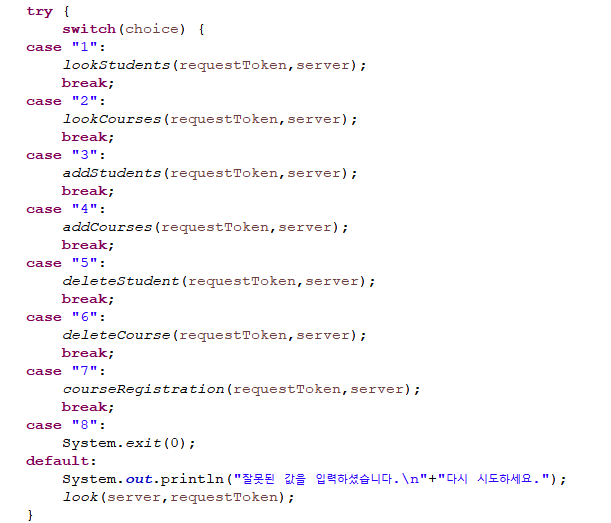 try {
    switch(choice) {
case "1":
    lookStudents(requestToken,server);
    break;
case "2":
    lookCourses(requestToken,server);
    break;
case "3":
    addStudents(requestToken,server);
    break;
case "4":
    addCourses(requestToken,server);
    break;
case "5":
    deleteStudent(requestToken,server);
    break;
case "6":
    deleteCourse(requestToken,server);
    break;
case "7":
    courseRegistration(requestToken,server);
    break;
case "8":
    System.exit(0);
default:
    System.out.println("잘못된 값을 입력하셨습니다.\n"+"다시 시도하세요.");
    look(server,requestToken);
}